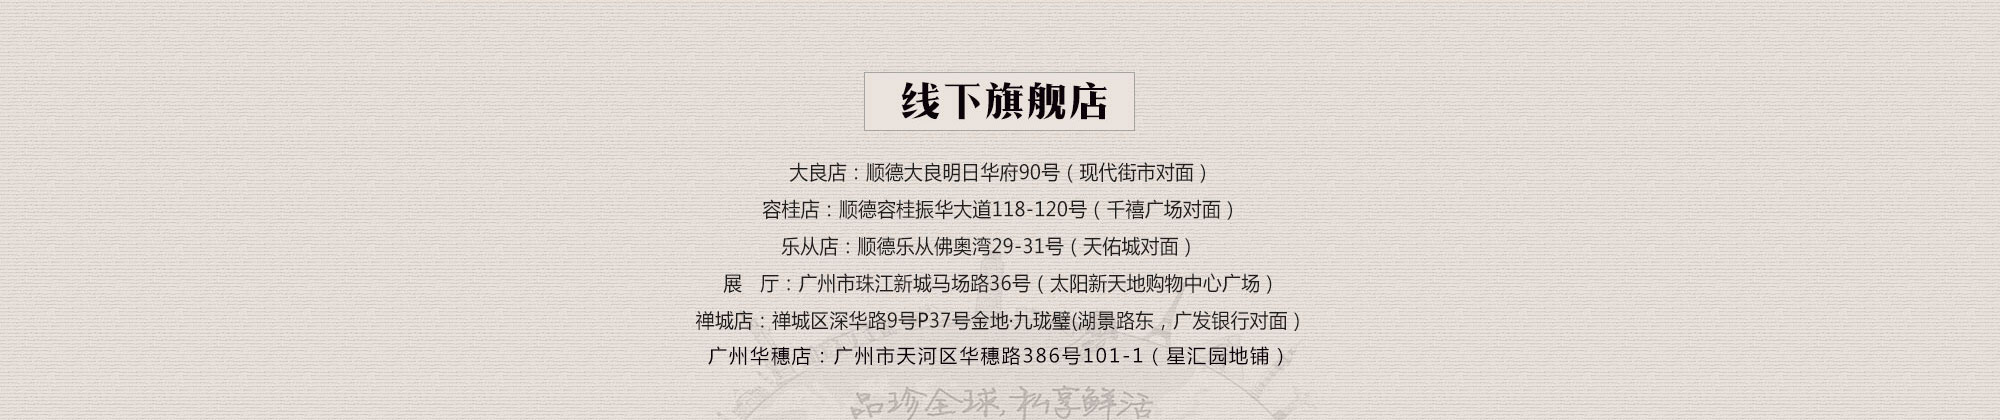 线下旗舰店
大良店：顺德大良明日华府90号（现代街市对面）
容桂店：顺德容桂振华大道118-120号（千禧广场对面）
乐从店：顺德乐从佛奥湾29-31号（天佑城对面）
展　厅：广州市珠江新城马场路36号（太阳新天地购物中心广场）
禅城店：禅城区深华路9号P37号金地·九珑璧(湖景路东，广发银行对面）
广州华穗店：广州市天河区华穗路386号101-1（星汇园地铺）
品珍全球,私享鲜活